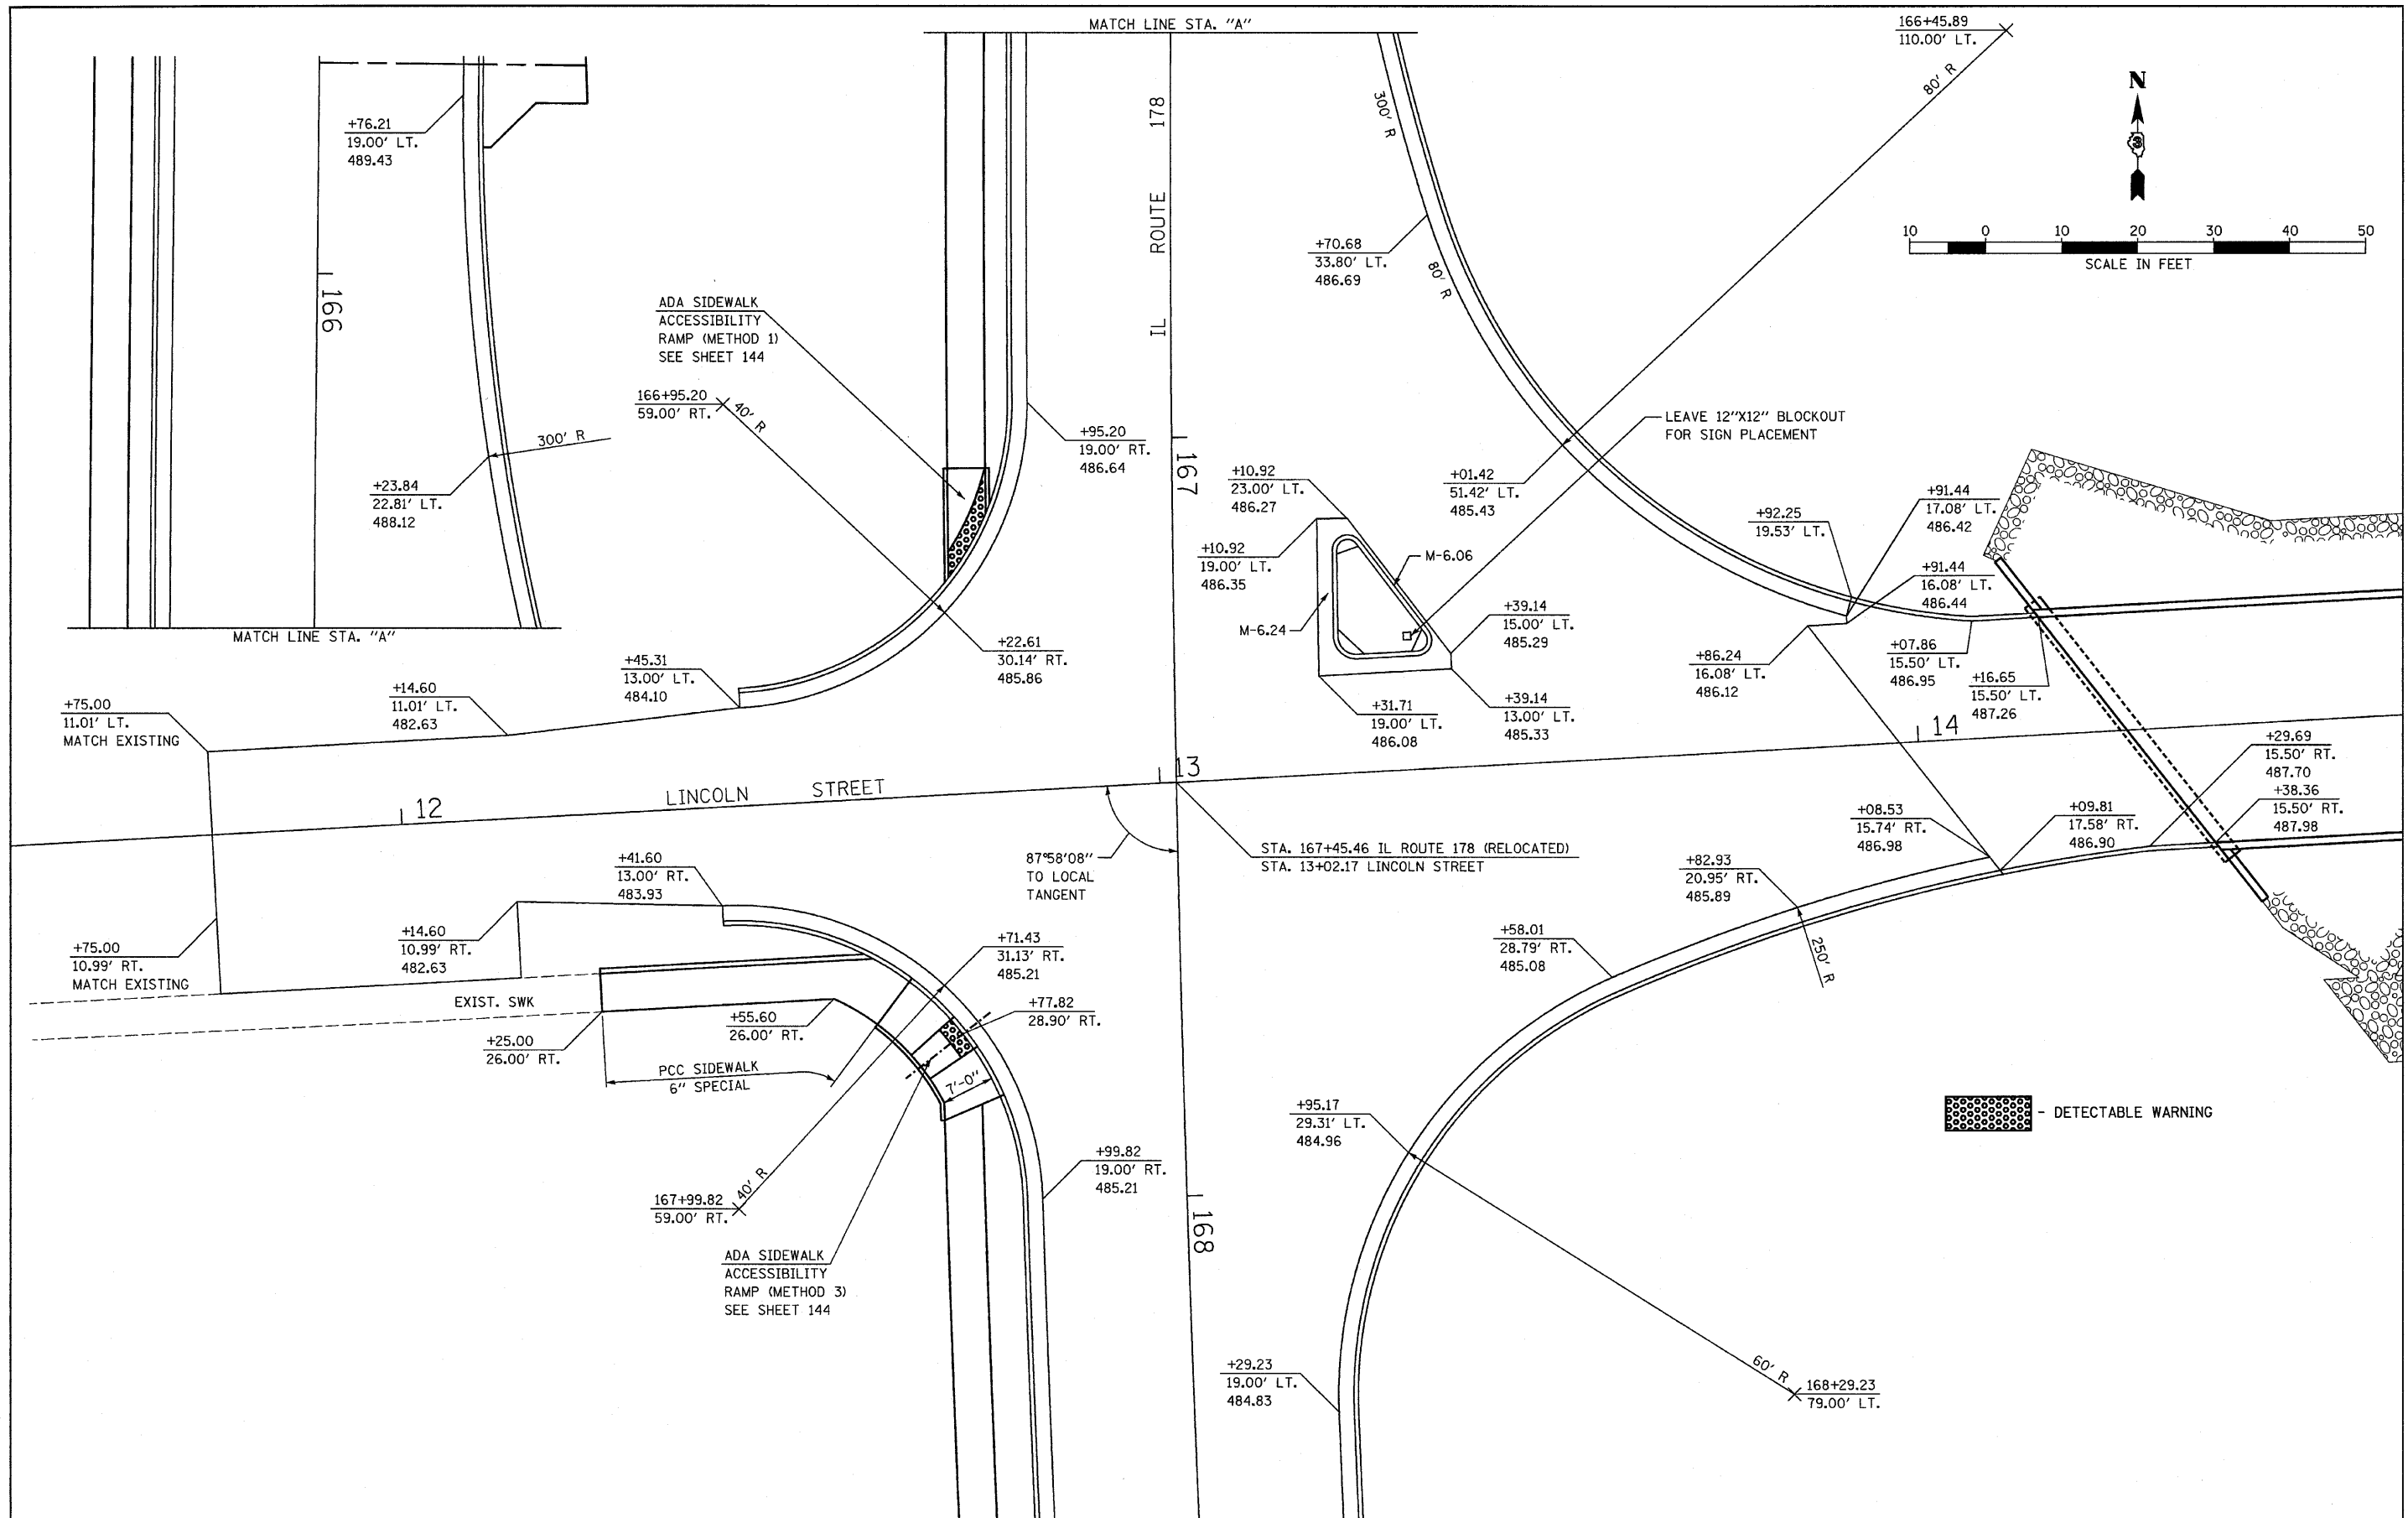 MATCH LINE STA. "A"
166+45.89
110.00' LT.
80' R
N
10 0 10 20 30 40 50
SCALE IN FEET
+76.21
19.00' LT.
489.43
166
300' R
+23.84
22.81' LT.
488.12
MATCH LINE STA. "A"
ADA SIDEWALK
ACCESSIBILITY
RAMP (METHOD 1)
SEE SHEET 144
166+95.20
59.00' RT.
40' R
IL ROUTE 178
+95.20
19.00' RT.
486.64
167
300' R
+70.68
33.80' LT.
486.69
80' R
LEAVE 12"X12" BLOCKOUT
FOR SIGN PLACEMENT
+10.92
23.00' LT.
486.27
+01.42
51.42' LT.
485.43
+10.92
19.00' LT.
486.35
M-6.06
M-6.24
+39.14
15.00' LT.
485.29
+31.71
19.00' LT.
486.08
+39.14
13.00' LT.
485.33
+92.25
19.53' LT.
+91.44
17.08' LT.
486.42
+91.44
16.08' LT.
486.44
+86.24
16.08' LT.
486.12
+07.86
15.50' LT.
486.95
+16.65
15.50' LT.
487.26
+22.61
30.14' RT.
485.86
+45.31
13.00' LT.
484.10
+14.60
11.01' LT.
482.63
+75.00
11.01' LT.
MATCH EXISTING
12
LINCOLN STREET
13
14
+29.69
15.50' RT.
487.70
+38.36
15.50' RT.
487.98
+09.81
17.58' RT.
486.90
+08.53
15.74' RT.
486.98
+82.93
20.95' RT.
485.89
STA. 167+45.46 IL ROUTE 178 (RELOCATED)
STA. 13+02.17 LINCOLN STREET
87°58'08"
TO LOCAL
TANGENT
+41.60
13.00' RT.
483.93
+14.60
10.99' RT.
482.63
+75.00
10.99' RT.
MATCH EXISTING
EXIST. SWK
+25.00
26.00' RT.
+55.60
26.00' RT.
PCC SIDEWALK
6" SPECIAL
+71.43
31.13' RT.
485.21
+77.82
28.90' RT.
7'-0"
+58.01
28.79' RT.
485.08
250' R
+95.17
29.31' LT.
484.96
- DETECTABLE WARNING
+99.82
19.00' RT.
485.21
167+99.82
59.00' RT.
40' R
168
ADA SIDEWALK
ACCESSIBILITY
RAMP (METHOD 3)
SEE SHEET 144
+29.23
19.00' LT.
484.83
60' R
168+29.23
79.00' LT.